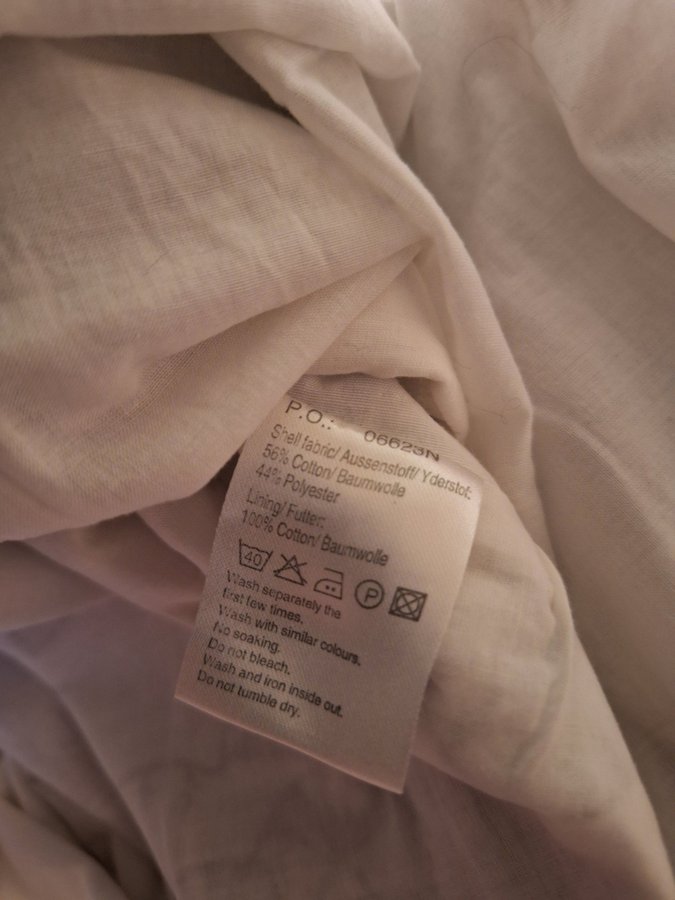 P.O.: 06623N
Shell fabric/ Aussenstoff/ Yderstof:
56% Cotton/ Baumwolle
44% Polyester
Lining/ Futter:
100% Cotton/ Baumwolle
40 P
Wash separately the
first few times.
Wash with similar colours.
No soaking.
Do not bleach.
Wash and iron inside out.
Do not tumble dry.